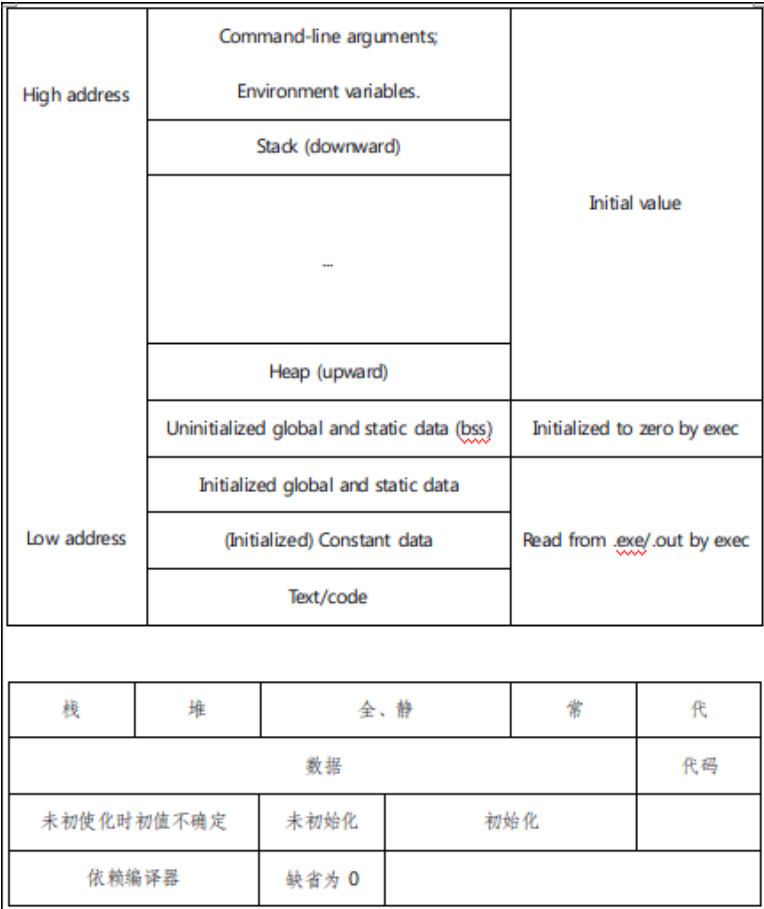 Command-line arguments;
High address
Environment variables.
Stack (downward)
Initial value
...
Heap (upward)
Uninitialized global and static data (bss)
Initialized to zero by exec
Initialized global and static data
Low address
(Initialized) Constant data
Read from .exe/.out by exec
Text/code
栈
堆
全、静
常
代
数据
代码
未初使化时初值不确定
未初始化
初始化
依赖编译器
缺省为 0